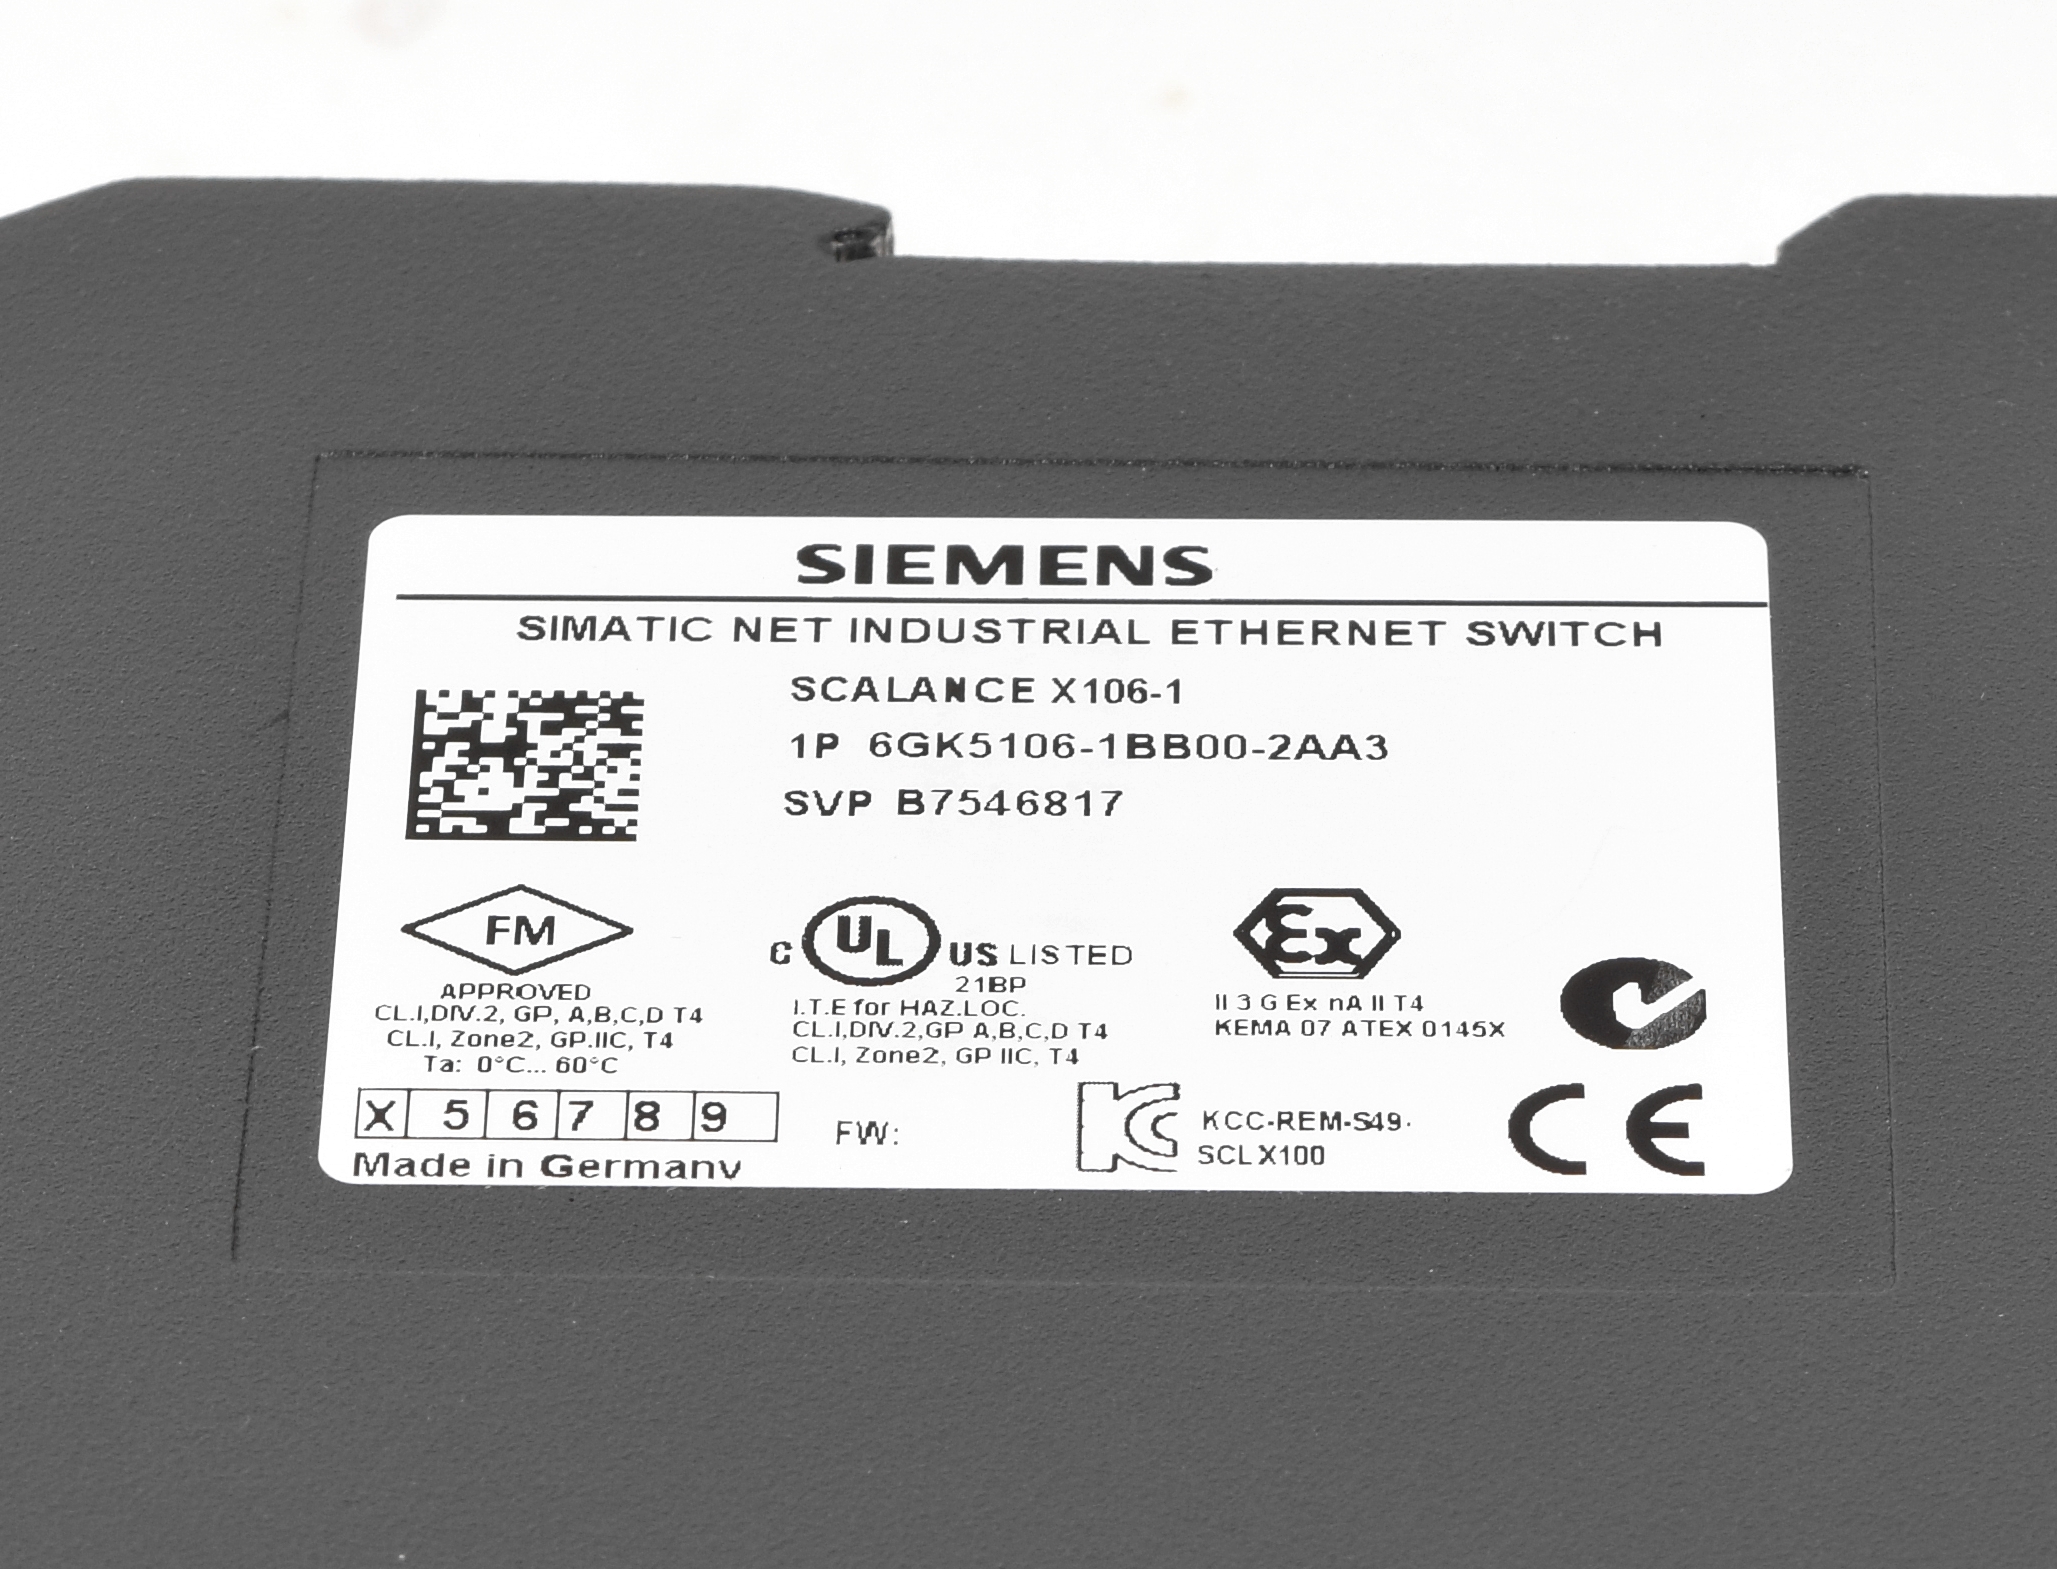 SIEMENS
SIMATIC NET INDUSTRIAL ETHERNET SWITCH
SCALANCE X106-1
1P 6GK5106-1BB00-2AA3
SVP B7546817
FM
APPROVED
CL.I,DIV.2, GP, A,B,C,D T4
CL.I, Zone2, GP.IIC, T4
Ta: 0°C... 60°C
C UL US LISTED
21BP
I.T.E for HAZ.LOC.
CL.I,DIV.2,GP A,B,C,D T4
CL.I, Zone2, GP IIC, T4
Ex
II 3 G Ex nA II T4
KEMA 07 ATEX 0145X
X 5 6 7 8 9
FW:
KC
KCC-REM-S49-
SCLX100
CE
Made in Germany